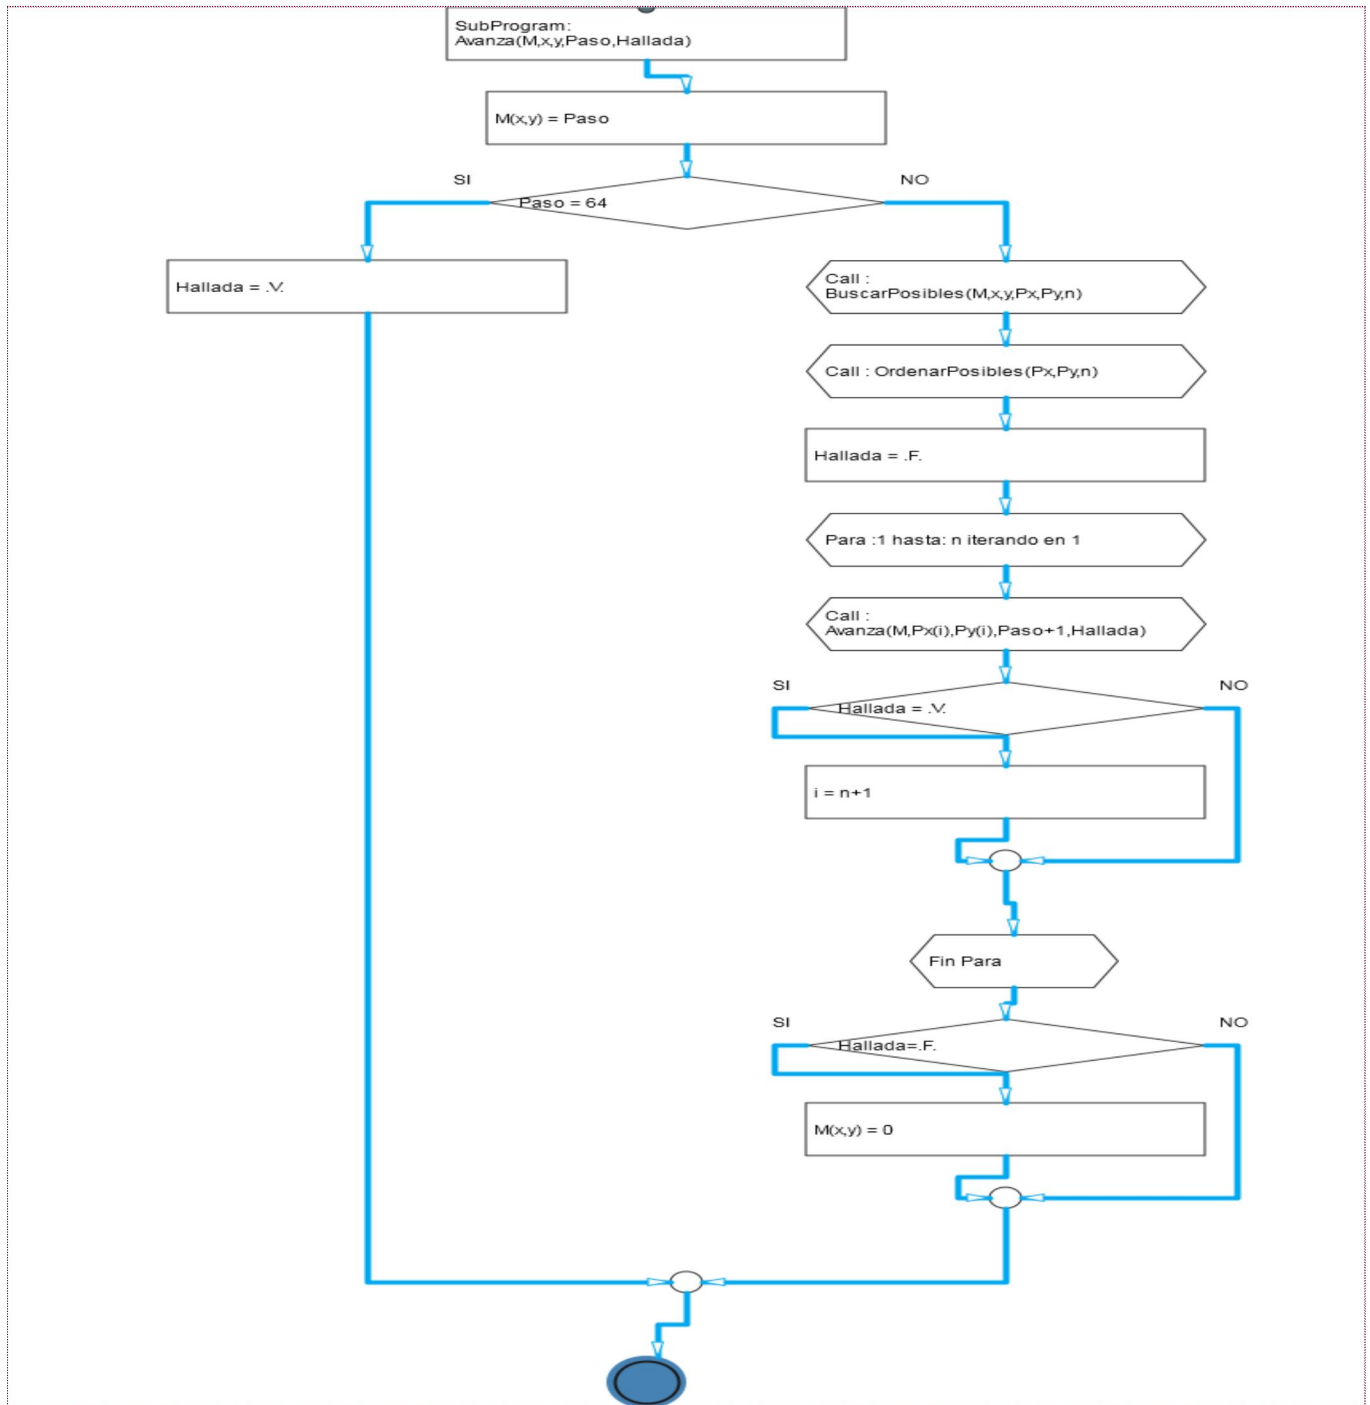 SubProgram:
Avanza(M,x,y,Paso,Hallada)
M(x,y) = Paso
SI
NO
Paso = 64
Hallada = .V.
Call :
BuscarPosibles(M,x,y,Px,Py,n)
Call : OrdenarPosibles(Px,Py,n)
Hallada = .F.
Para :1 hasta: n iterando en 1
Call :
Avanza(M,Px(i),Py(i),Paso+1,Hallada)
SI
NO
Hallada = .V.
i = n+1
Fin Para
SI
NO
Hallada=.F.
M(x,y) = 0